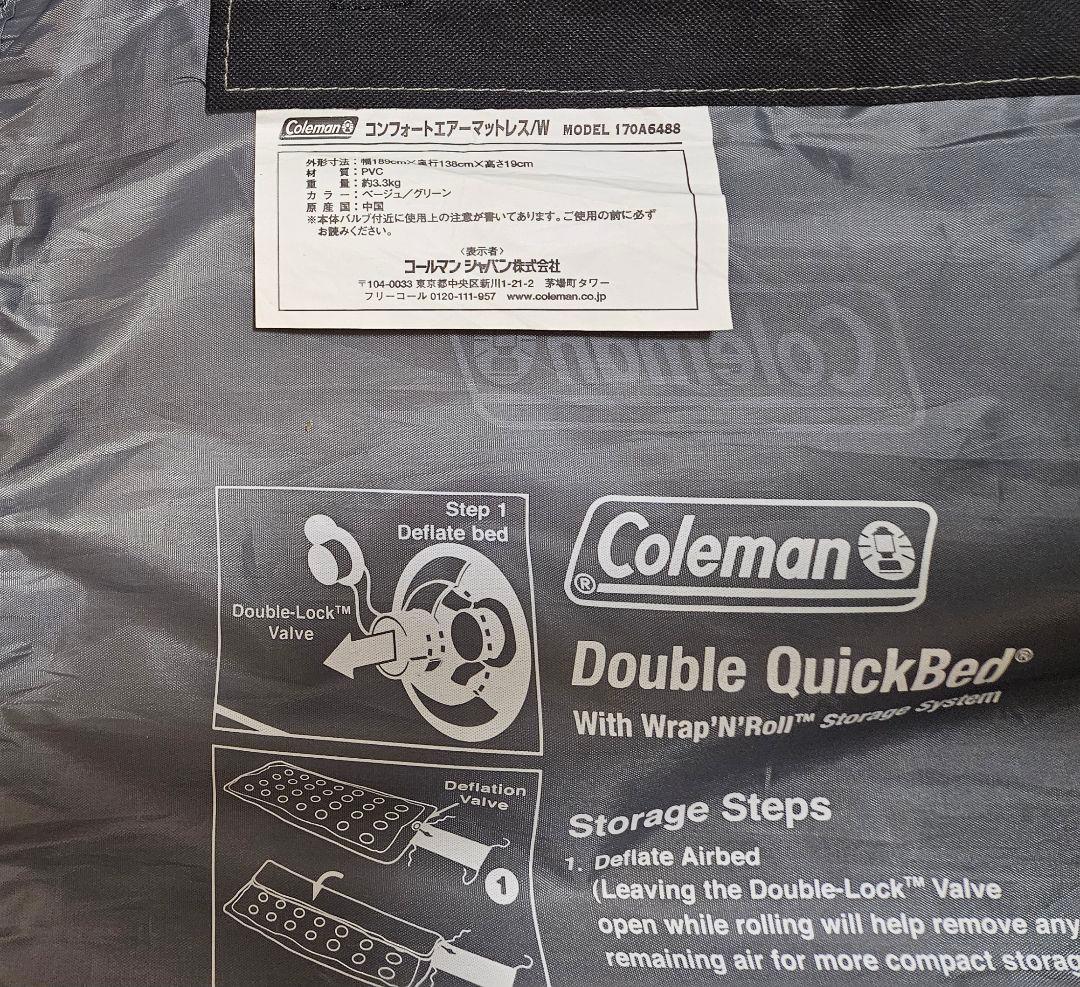 Coleman コンフォートエアーマットレス/W MODEL 170A6488
外形寸法：幅189cm×奥行138cm×高さ19cm
材 質：PVC
重 量：約3.3kg
カ ラ ー：ベージュ／グリーン
原 産 国：中国
※本体バルブ付近に使用上の注意が書いてあります。ご使用の前に必ず
お読みください。
〈表示者〉
コールマン ジャパン株式会社
〒104-0033 東京都中央区新川1-21-2 茅場町タワー
フリーコール 0120-111-957 www.coleman.co.jp
Coleman
Step 1
Deflate bed
Double-Lock™
Valve
Coleman®
Double QuickBed®
With Wrap'N'Roll™ Storage System
Deflation
Valve
1
Storage Steps
1. Deflate Airbed
(Leaving the Double-Lock™ Valve
open while rolling will help remove any
remaining air for more compact storag